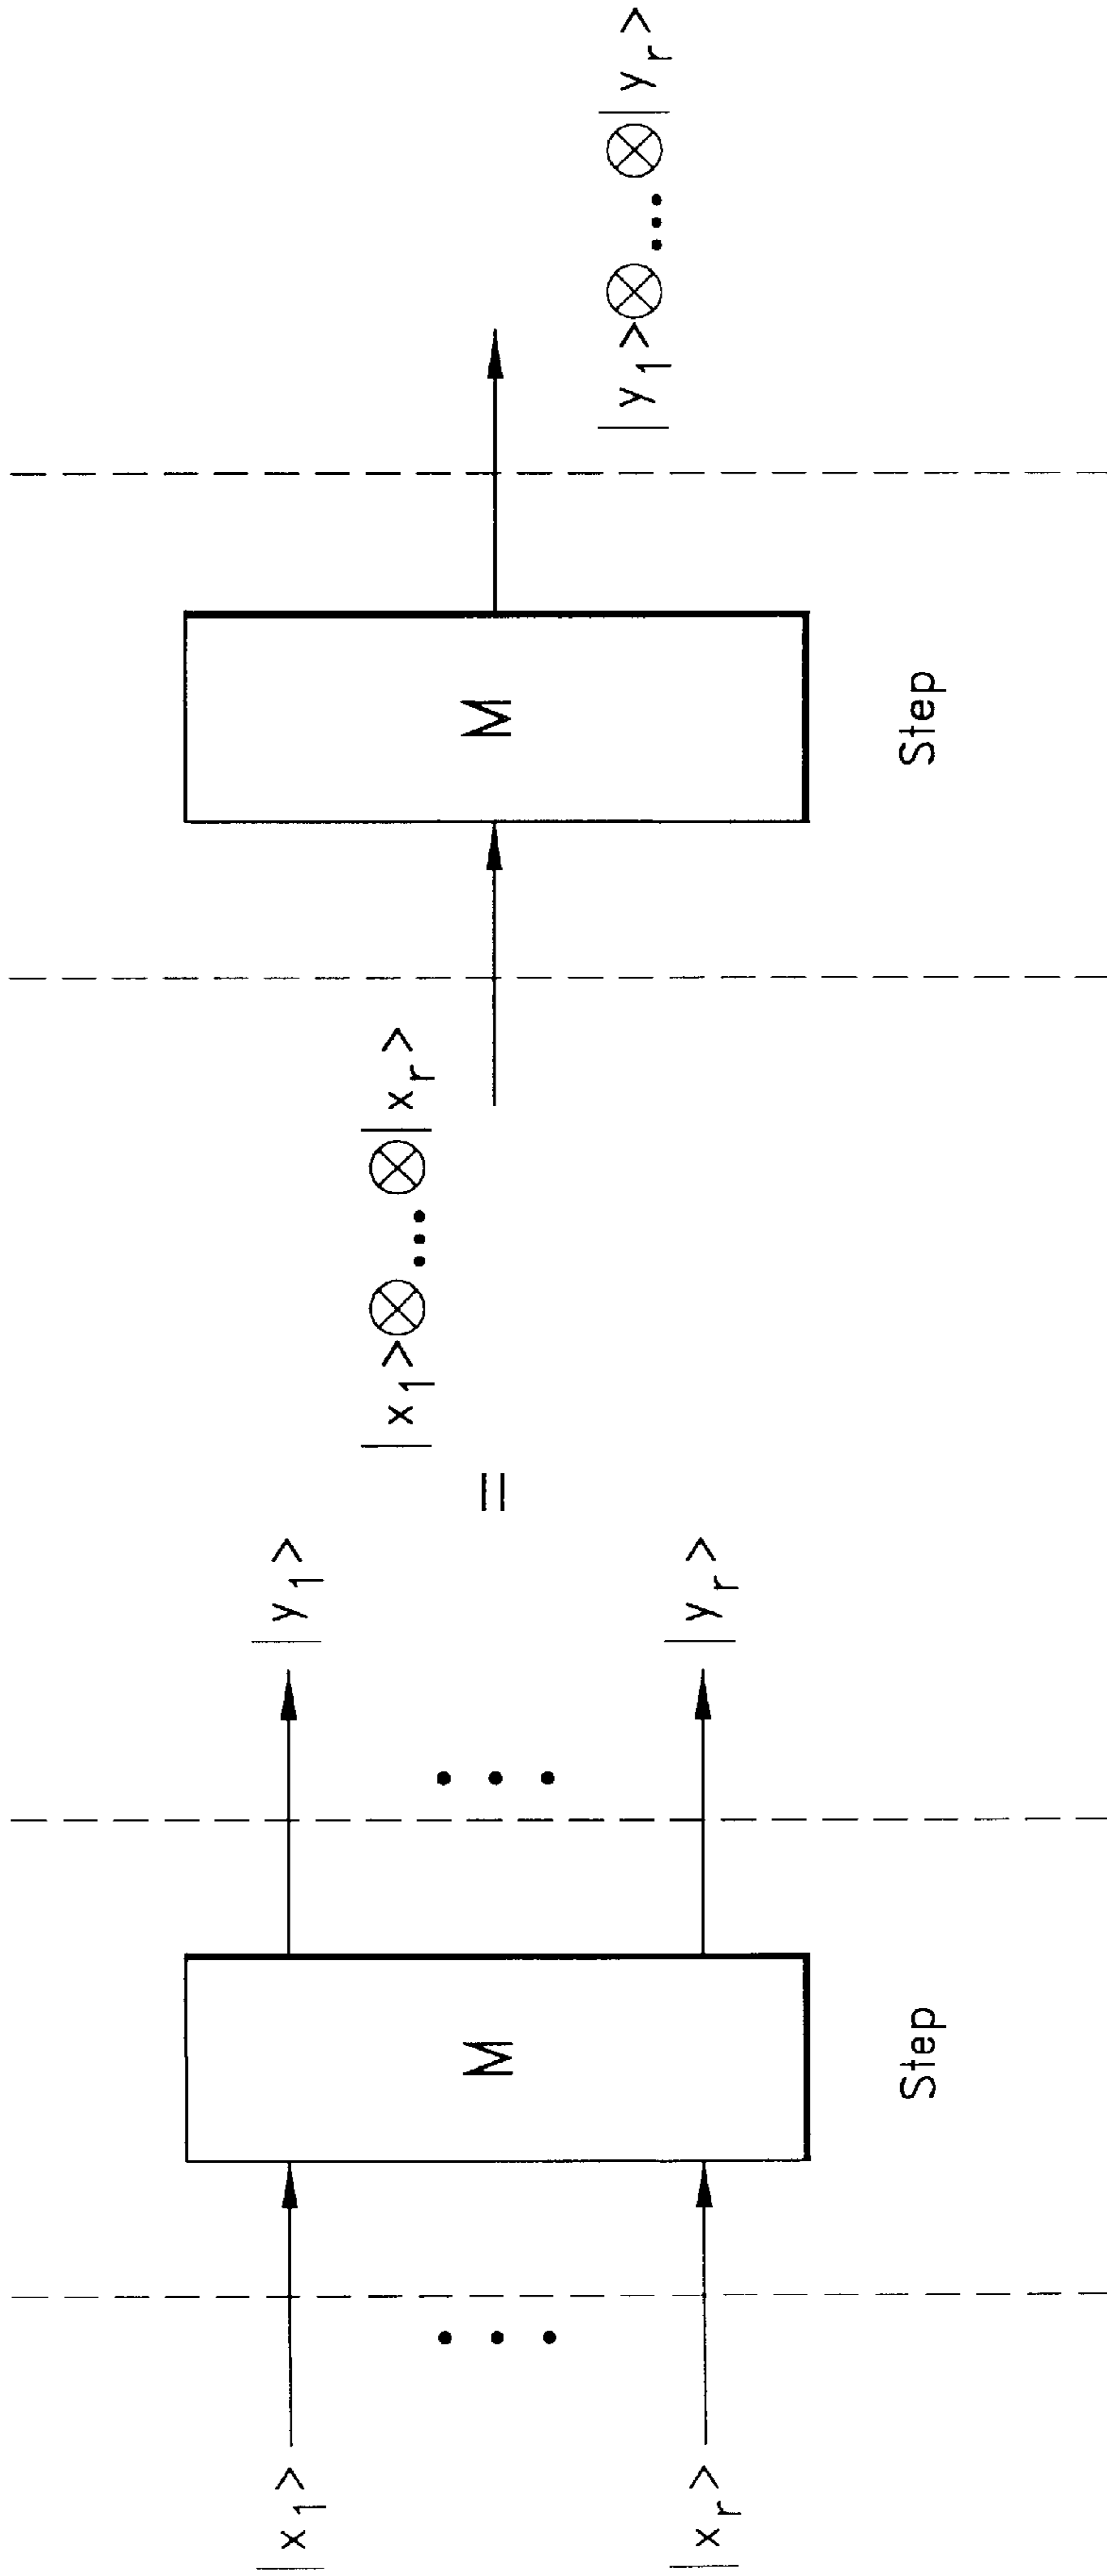 |x₁>
|xᵣ>
M
Step
|y₁>
|yᵣ>
=
|x₁>⊗...⊗|xᵣ>
M
Step
|y₁>⊗...⊗|yᵣ>